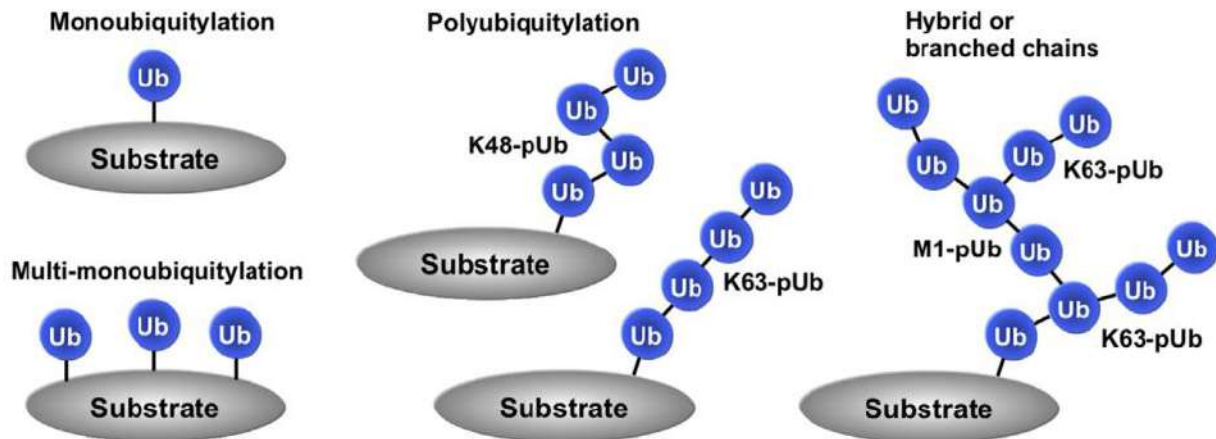 Monoubiquitylation
Ub
Substrate
Multi-monoubiquitylation
Ub Ub Ub
Substrate
Polyubiquitylation
Ub
Ub
K48-pUb
Ub
Ub
Substrate
Ub
Ub
Ub
K63-pUb
Ub
Substrate
Hybrid or
branched chains
Ub
Ub
Ub
K63-pUb
Ub
Ub
M1-pUb
Ub
Ub
Ub
Ub
K63-pUb
Ub
Substrate